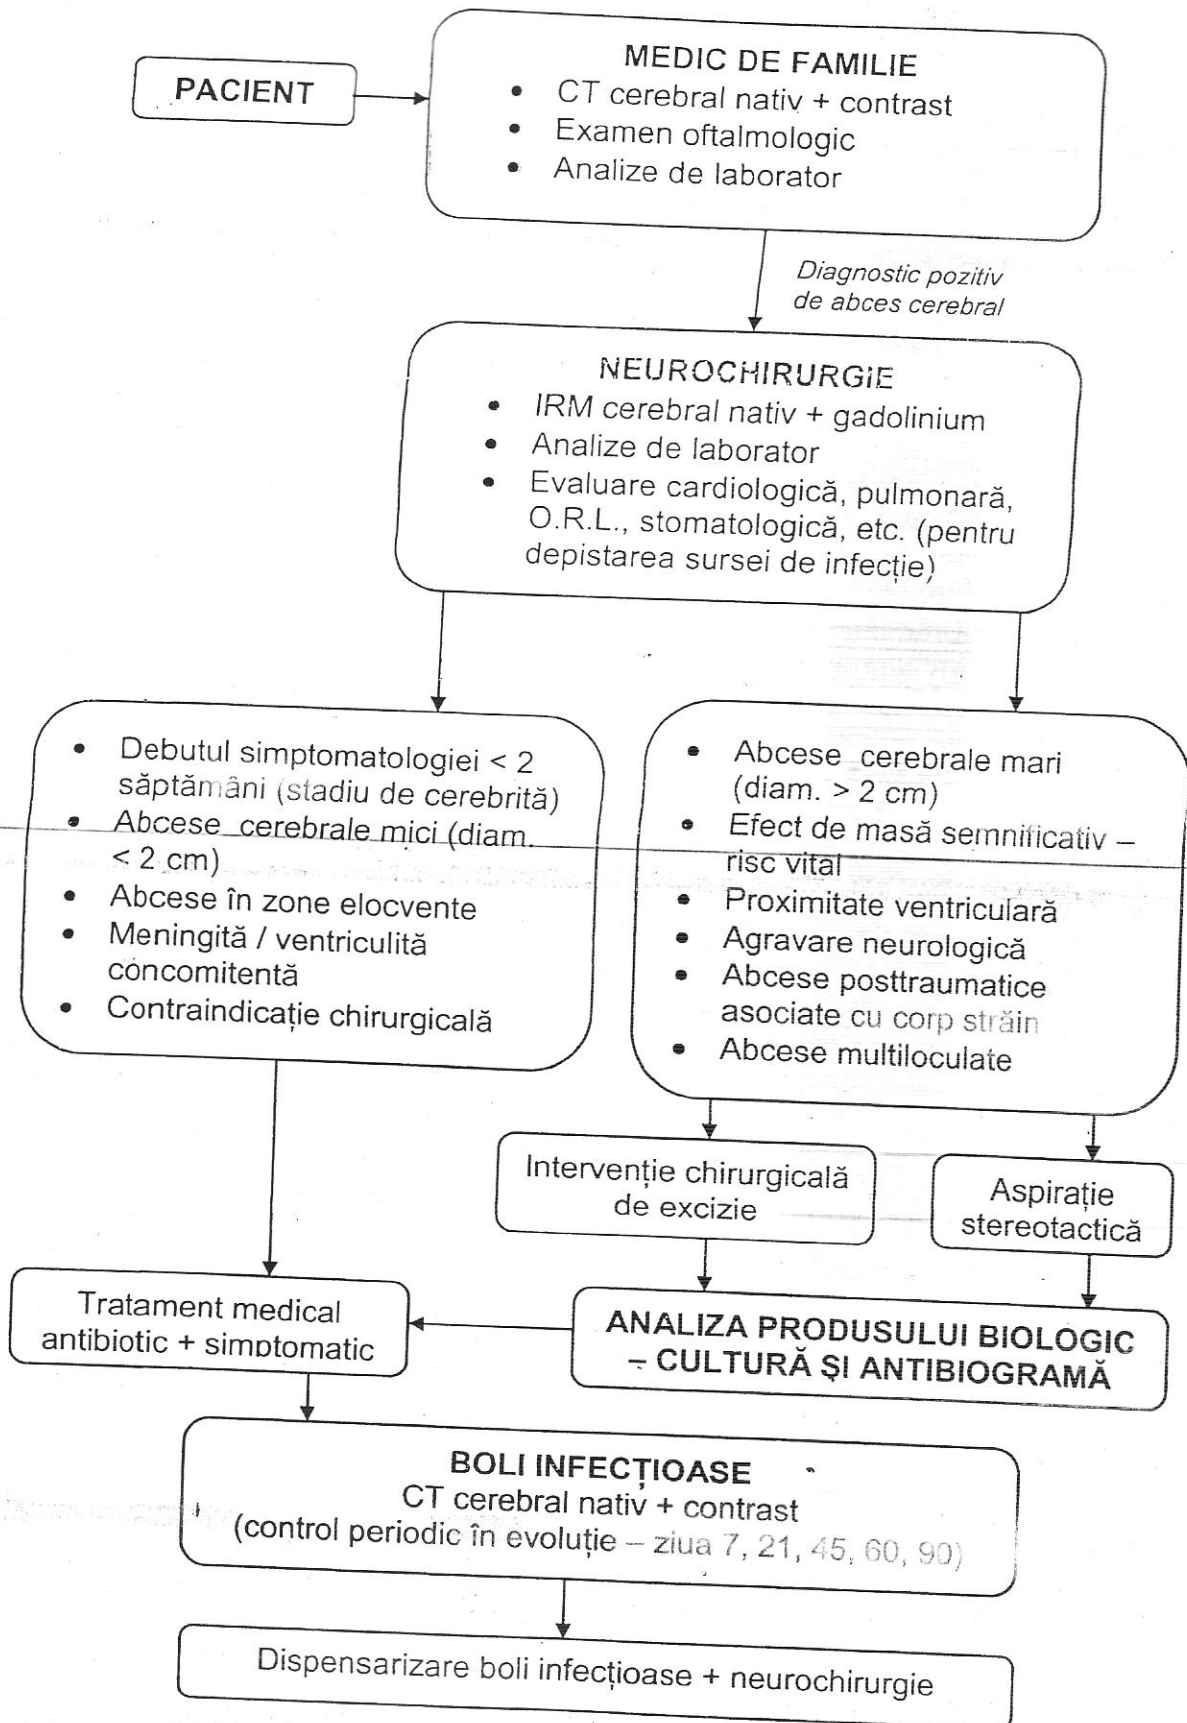 PACIENT
MEDIC DE FAMILIE
• CT cerebral nativ + contrast
• Examen oftalmologic
• Analize de laborator
Diagnostic pozitiv
de abces cerebral
NEUROCHIRURGIE
• IRM cerebral nativ + gadolinium
• Analize de laborator
• Evaluare cardiologică, pulmonară,
O.R.L., stomatologică, etc. (pentru
depistarea sursei de infecție)
• Debutul simptomatologiei < 2
săptămâni (stadiu de cerebrită)
• Abcese cerebrale mici (diam.
< 2 cm)
• Abcese în zone elocvente
• Meningită / ventriculită
concomitentă
• Contraindicație chirurgicală
• Abcese cerebrale mari
(diam. > 2 cm)
• Efect de masă semnificativ –
risc vital
• Proximitate ventriculară
• Agravare neurologică
• Abcese posttraumatice
asociate cu corp străin
• Abcese multiloculate
Intervenție chirurgicală
de excizie
Aspirație
stereotactică
Tratament medical
antibiotic + simptomatic
ANALIZA PRODUSULUI BIOLOGIC
– CULTURĂ ȘI ANTIBIOGRAMĂ
BOLI INFECȚIOASE
CT cerebral nativ + contrast
(control periodic în evoluție – ziua 7, 21, 45, 60, 90)
Dispensarizare boli infecțioase + neurochirurgie